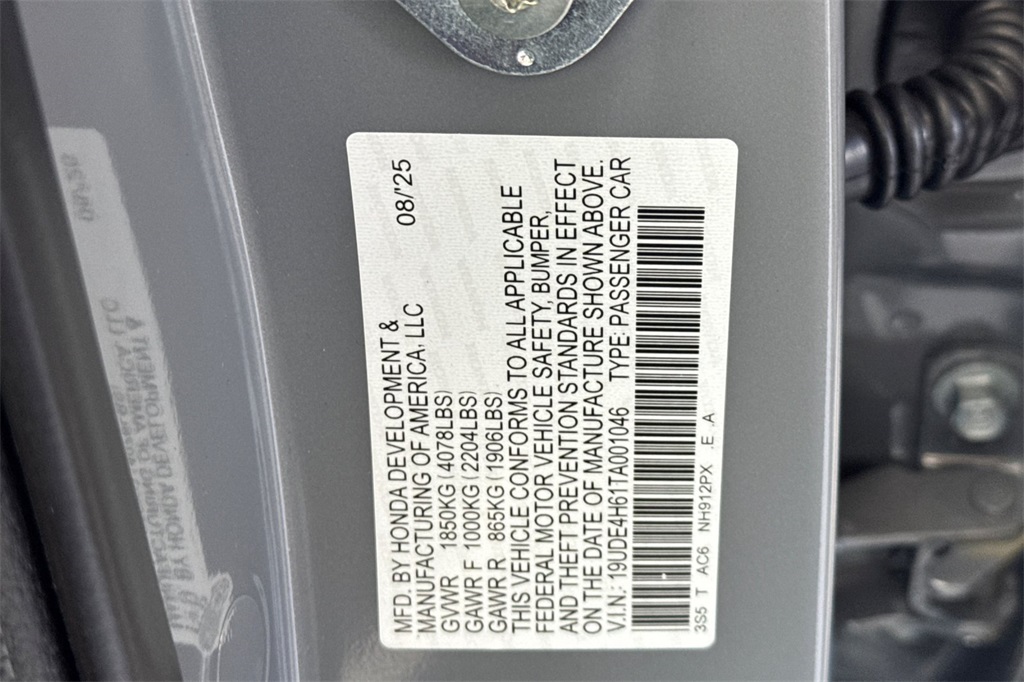 MFD. BY HONDA DEVELOPMENT &
MANUFACTURING OF AMERICA, LLC 08/'25
GVWR 1850KG (4078LBS)
GAWR F 1000KG (2204LBS)
GAWR R 865KG (1906LBS)
THIS VEHICLE CONFORMS TO ALL APPLICABLE
FEDERAL MOTOR VEHICLE SAFETY, BUMPER,
AND THEFT PREVENTION STANDARDS IN EFFECT
ON THE DATE OF MANUFACTURE SHOWN ABOVE.
V.I.N.: 19UDE4H61TA001046 TYPE: PASSENGER CAR
3S5 T AC6 NH912PX .E .A